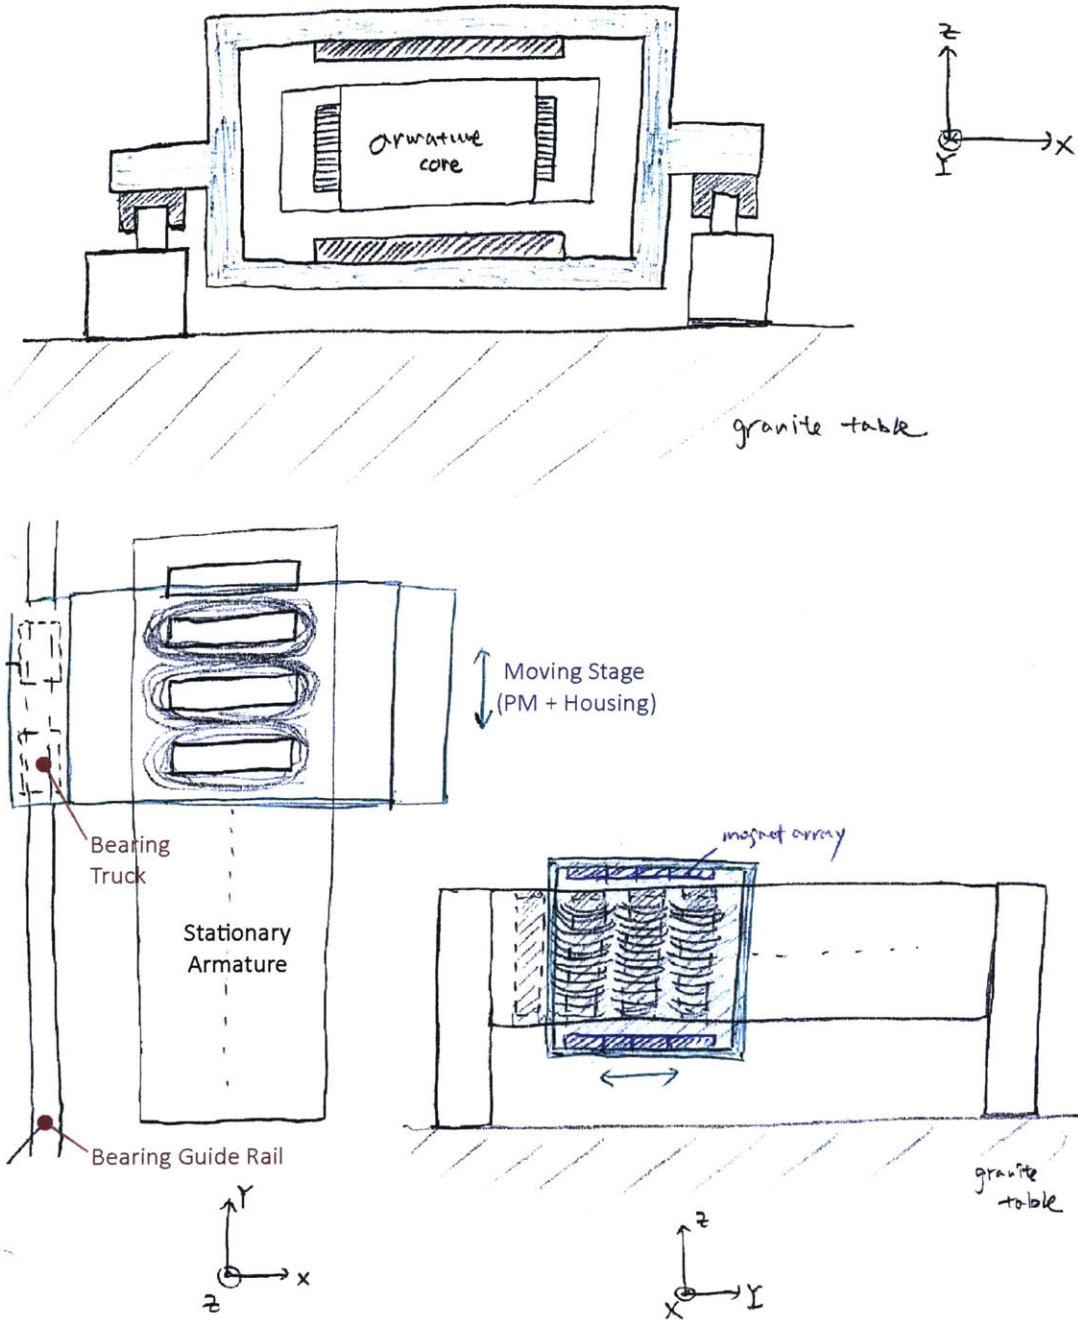 armature
core
Z
X
Y
granite table
Moving Stage
(PM + Housing)
Bearing
Truck
magnet array
Stationary
Armature
Bearing Guide Rail
granite
table
Y
X
Z
Z
X
Y